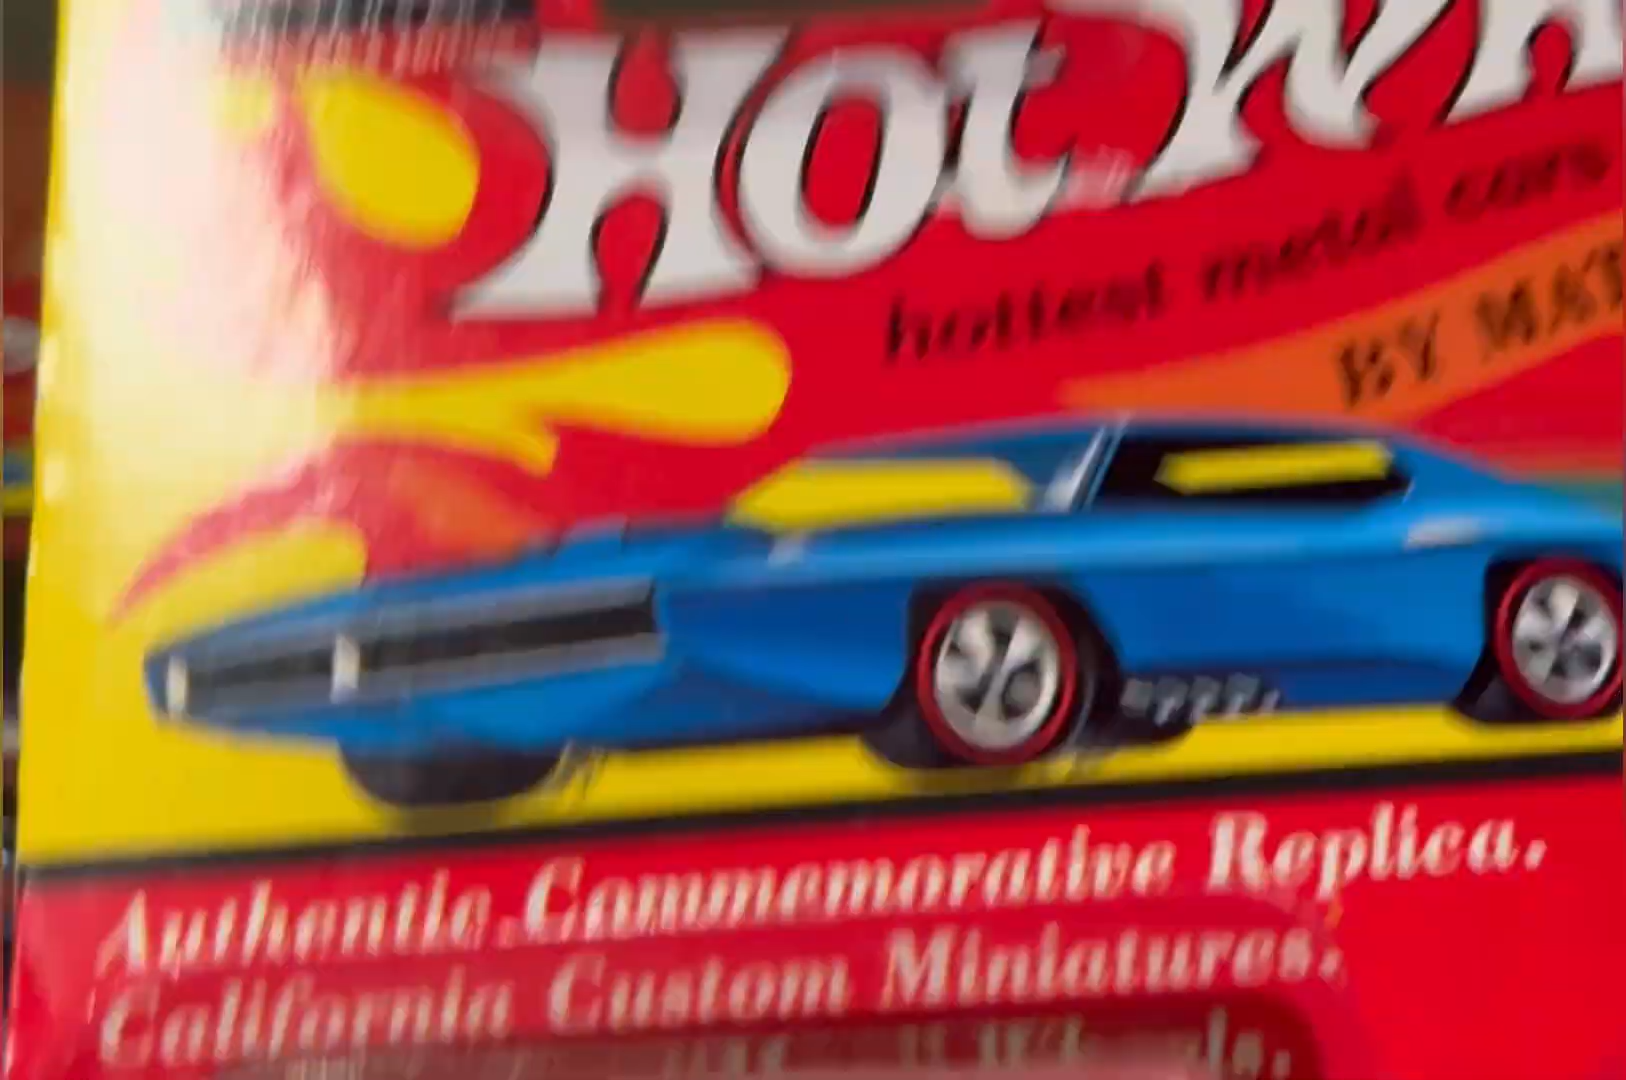 Hot Wh
hottest metal cars
BY MAT
Authentic Commemorative Replica.
California Custom Miniatures.